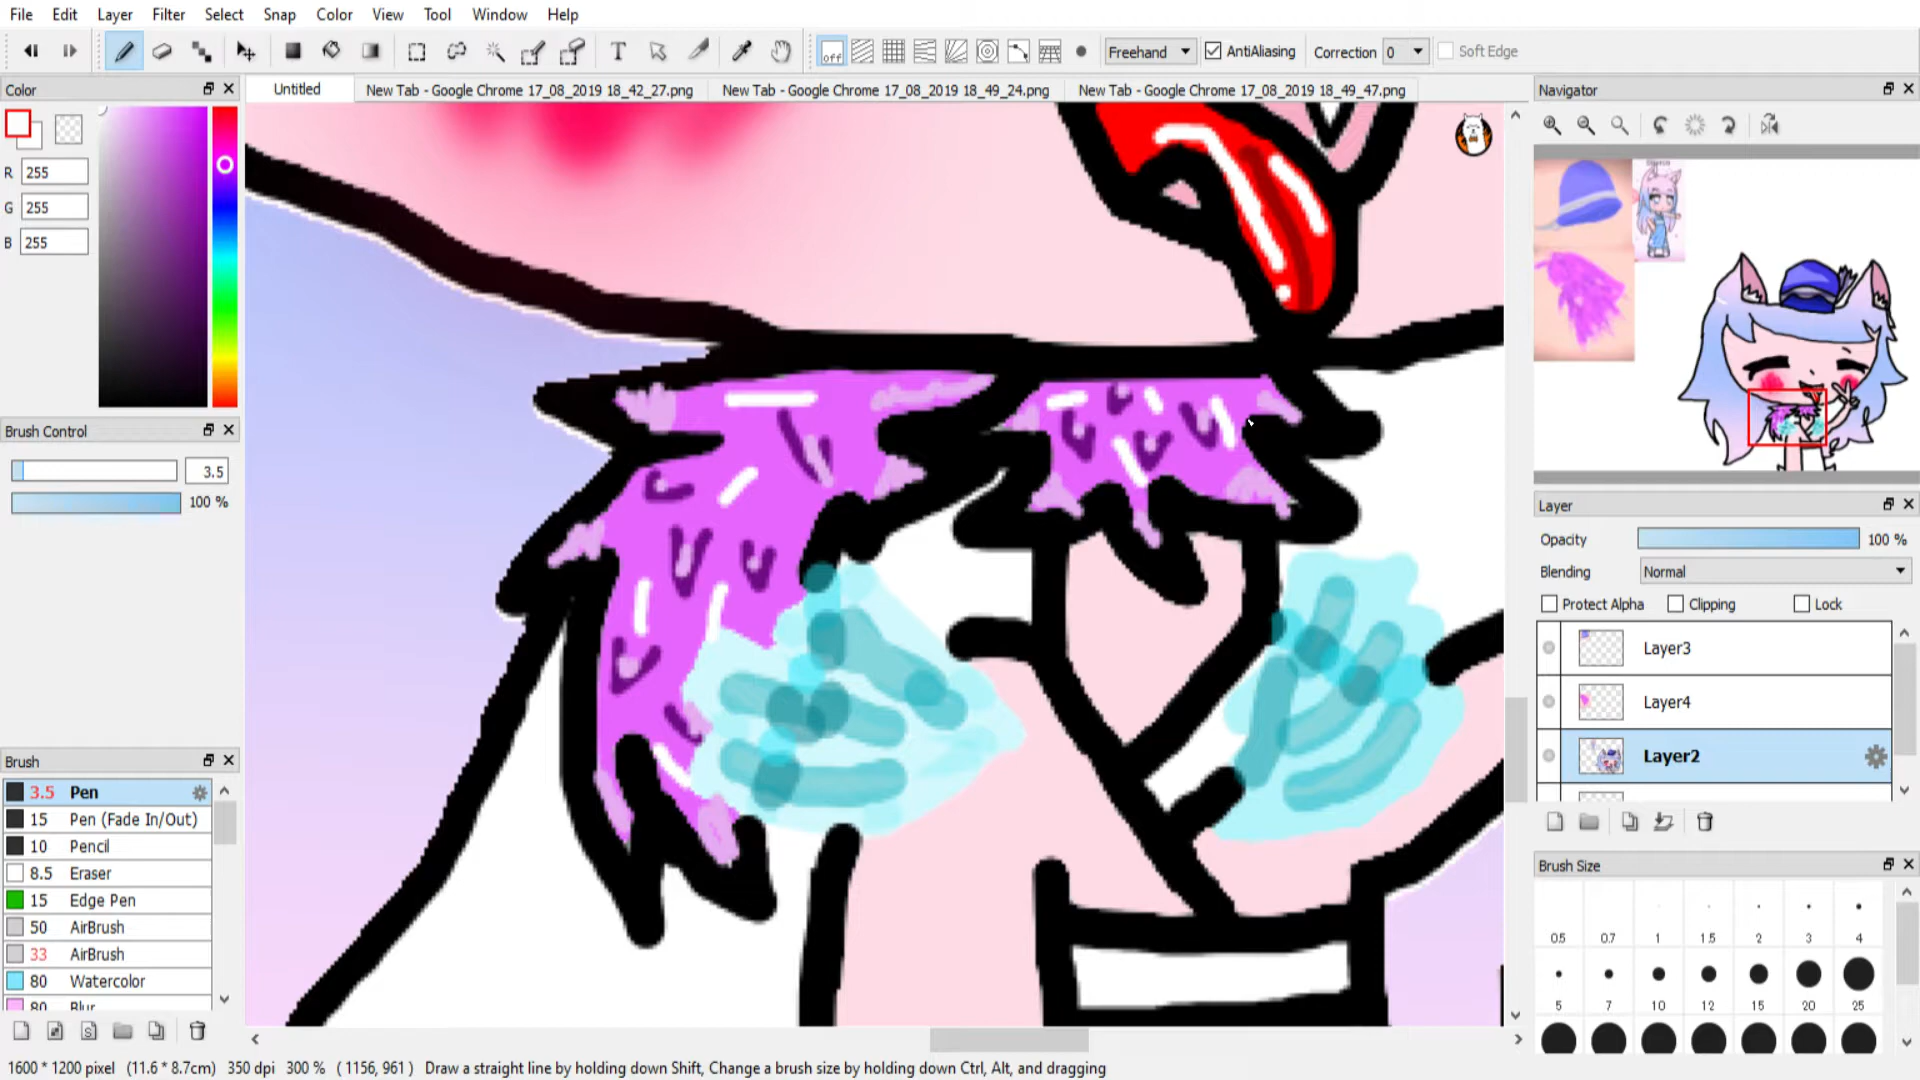 File Edit Layer Filter Select Snap Color View Tool Window Help
off Freehand AntiAliasing Correction 0 Soft Edge
Color
Untitled
New Tab - Google Chrome 17_08_2019 18_42_27.png
New Tab - Google Chrome 17_08_2019 18_49_24.png
New Tab - Google Chrome 17_08_2019 18_49_47.png
Navigator
R 255
G 255
B 255
Brush Control
3.5
100 %
Layer
Opacity 100 %
Blending Normal
Protect Alpha Clipping Lock
Layer3
Layer4
Layer2
Brush
3.5 Pen
15 Pen (Fade In/Out)
10 Pencil
8.5 Eraser
15 Edge Pen
50 AirBrush
33 AirBrush
80 Watercolor
80 Blur
Brush Size
0.5 0.7 1 1.5 2 3 4
5 7 10 12 15 20 25
1600 * 1200 pixel (11.6 * 8.7cm) 350 dpi 300 % ( 1156, 961 ) Draw a straight line by holding down Shift, Change a brush size by holding down Ctrl, Alt, and dragging